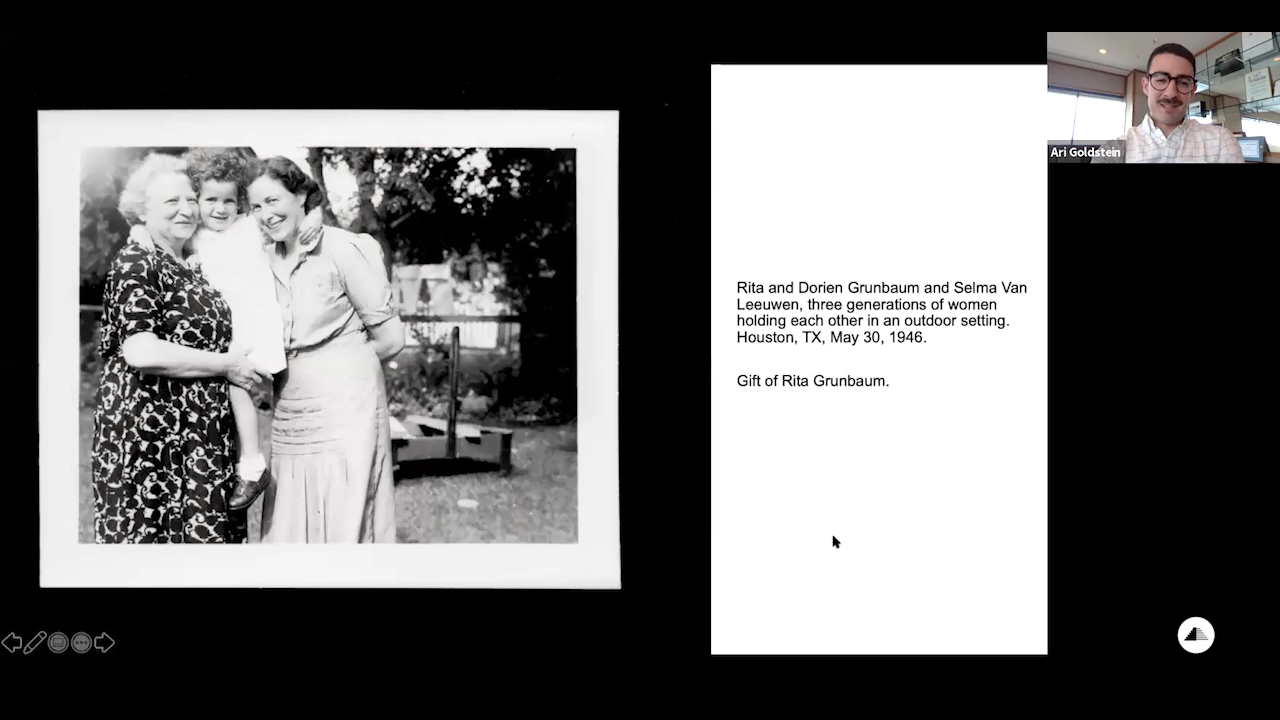 Rita and Dorien Grunbaum and Selma Van
Leeuwen, three generations of women
holding each other in an outdoor setting.
Houston, TX, May 30, 1946.
Gift of Rita Grunbaum.
Ari Goldstein